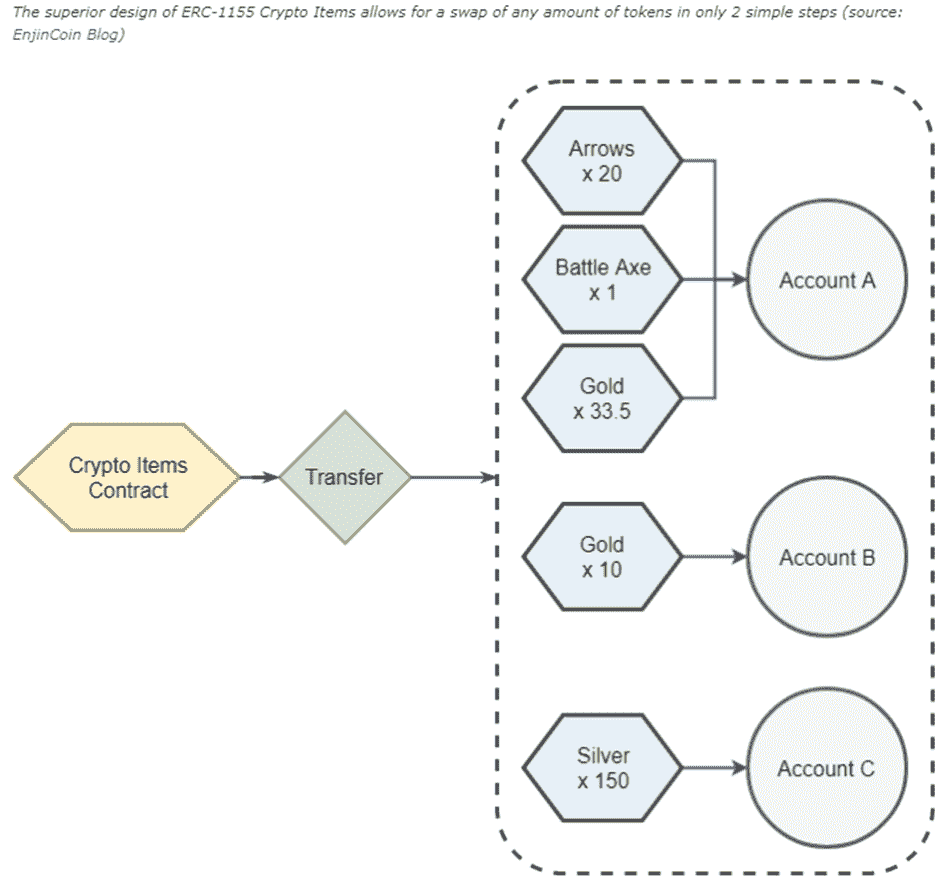 The superior design of ERC-1155 Crypto Items allows for a swap of any amount of tokens in only 2 simple steps (source:
EnjinCoin Blog)
Arrows
x 20
Battle Axe
x 1
Account A
Gold
x 33.5
Crypto Items
Contract
Transfer
Gold
x 10
Account B
Silver
x 150
Account C